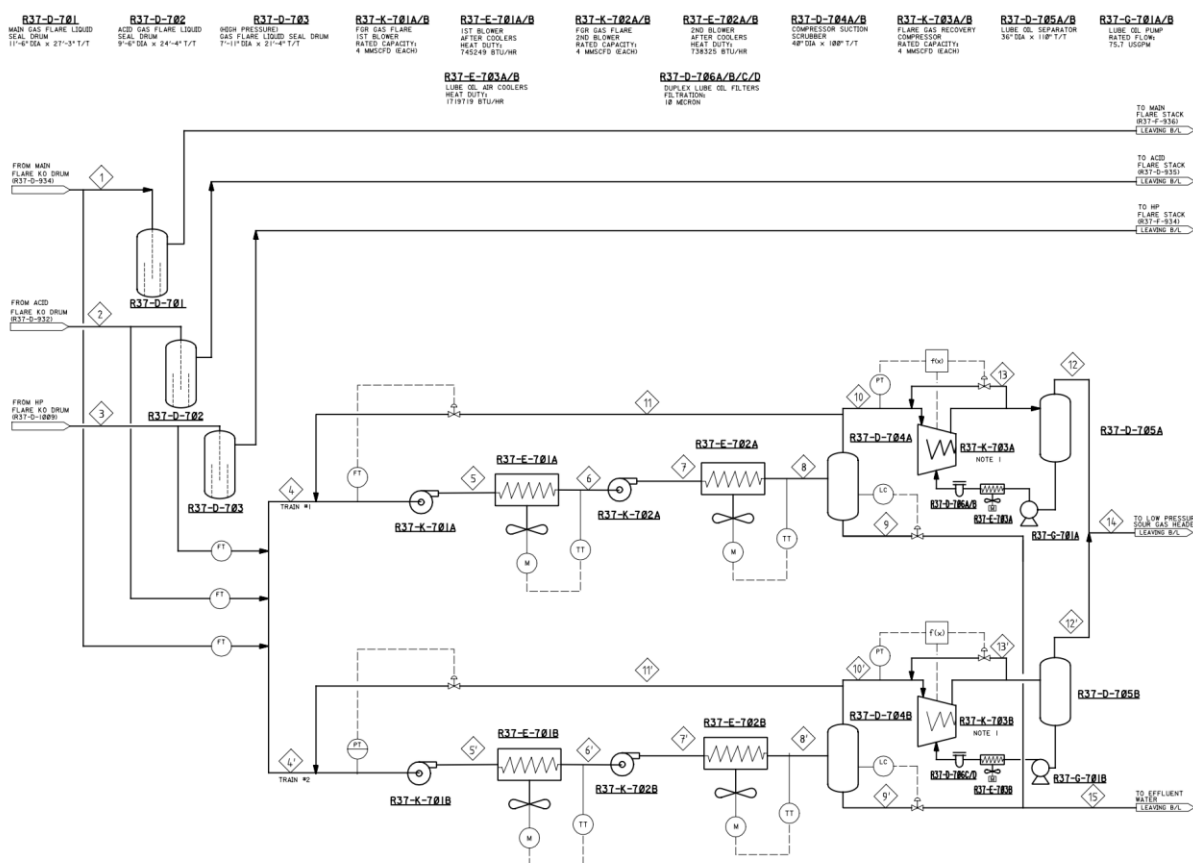 R37-D-701
MAIN GAS FLARE LIQUID
SEAL DRUM
11'-6" DIA x 27'-3" T/T
R37-D-702
ACID GAS FLARE LIQUID
SEAL DRUM
9'-6" DIA x 24'-4" T/T
R37-D-703
(HIGH PRESSURE)
GAS FLARE LIQUID SEAL DRUM
7'-11" DIA x 21'-4" T/T
R37-K-701A/B
FGR GAS FLARE
1ST BLOWER
RATED CAPACITY:
4 MMSCFD (EACH)
R37-E-701A/B
1ST BLOWER
AFTER COOLERS
HEAT DUTY:
745249 BTU/HR
R37-K-702A/B
FGR GAS FLARE
2ND BLOWER
RATED CAPACITY:
4 MMSCFD (EACH)
R37-E-702A/B
2ND BLOWER
AFTER COOLERS
HEAT DUTY:
738325 BTU/HR
R37-D-704A/B
COMPRESSOR SUCTION
SCRUBBER
40" DIA x 100" T/T
R37-K-703A/B
FLARE GAS RECOVERY
COMPRESSOR
RATED CAPACITY:
4 MMSCFD (EACH)
R37-D-705A/B
LUBE OIL SEPARATOR
36" DIA x 110" T/T
R37-G-701A/B
LUBE OIL PUMP
RATED FLOW:
75.7 USGPM
R37-E-703A/B
LUBE OIL AIR COOLERS
HEAT DUTY:
1719719 BTU/HR
R37-D-706A/B/C/D
DUPLEX LUBE OIL FILTERS
FILTRATION:
10 MICRON
TO MAIN
FLARE STACK
(R37-F-936)
LEAVING B/L
FROM MAIN
FLARE KO DRUM
(R37-D-934)
1
TO ACID
FLARE STACK
(R37-D-935)
LEAVING B/L
TO HP
FLARE STACK
(R37-F-934)
LEAVING B/L
R37-D-701
FROM ACID
FLARE KO DRUM
(R37-D-932)
2
R37-D-702
FROM HP
FLARE KO DRUM
(R37-D-1009)
3
R37-D-703
PT
f(x)
13
12
10
11
R37-D-705A
R37-D-704A
R37-K-703A
NOTE 1
FT
R37-E-701A
R37-E-702A
4
TRAIN #1
5
6
7
8
R37-K-701A
R37-K-702A
LC
R37-D-706A/B
R37-E-703A
R37-G-701A
9
14
TO LOW PRESSURE
SOUR GAS HEADE
LEAVING B/L
FT
M
TT
M
TT
FT
FT
PT
f(x)
13'
12'
10'
11'
R37-D-705B
R37-D-704B
R37-K-703B
NOTE 1
PT
R37-E-701B
R37-E-702B
4'
TRAIN #2
5'
6'
7'
8'
R37-K-701B
R37-K-702B
LC
R37-D-706C/D
R37-E-703B
R37-G-701B
9'
15
TO EFFLUENT
WATER
LEAVING B/L
M
TT
M
TT